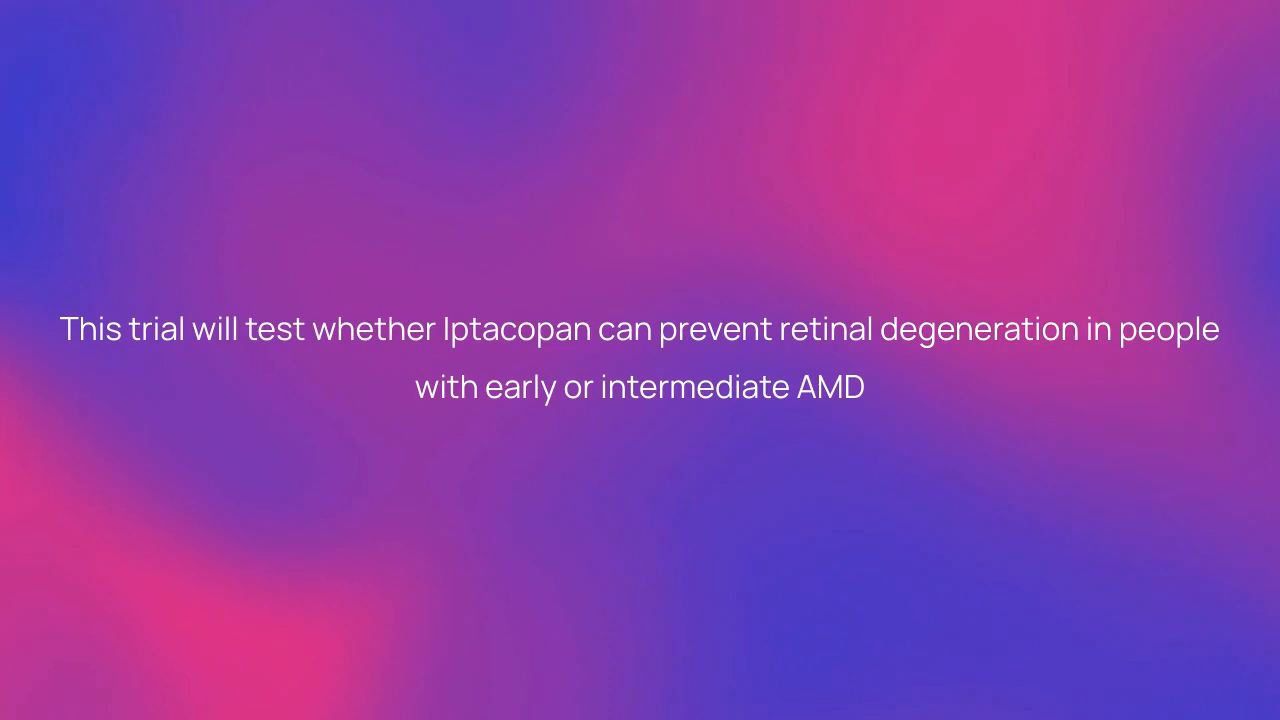 This trial will test whether Iptacopan can prevent retinal degeneration in people
with early or intermediate AMD